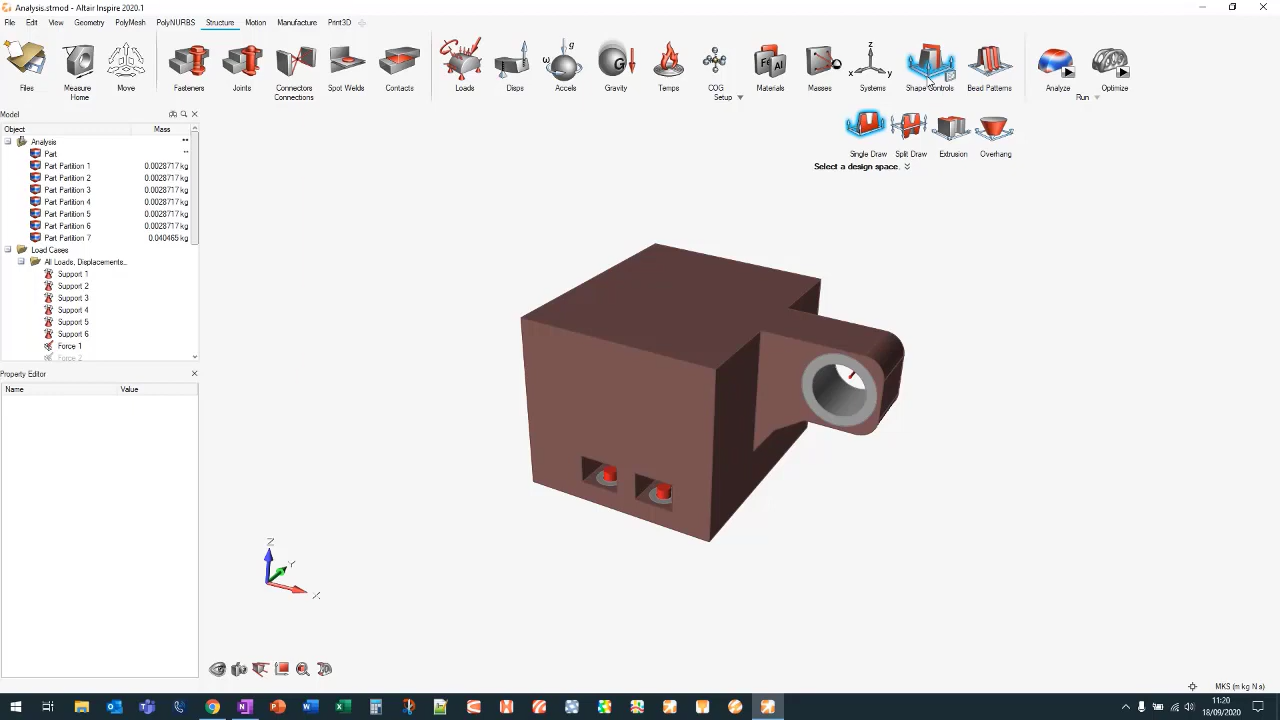 Analysis.stmod - Altair Inspire 2020.1
File Edit View Geometry PolyMesh PolyNURBS Structure Motion Manufacture Print3D
Files Measure Move Fasteners Joints Connectors Spot Welds Contacts Loads Disps Accels Gravity Temps COG Materials Masses Systems Shape Controls Bead Patterns Analyze Optimize
Home Connections Setup Run
Model
Object Mass
Analysis
Part
Part Partition 1 0.0028717 kg
Part Partition 2 0.0028717 kg
Part Partition 3 0.0028717 kg
Part Partition 4 0.0028717 kg
Part Partition 5 0.0028717 kg
Part Partition 6 0.0028717 kg
Part Partition 7 0.040465 kg
Load Cases
All Loads, Displacements...
Support 1
Support 2
Support 3
Support 4
Support 5
Support 6
Force 1
Force 2
Single Draw Split Draw Extrusion Overhang
Select a design space.
Property Editor
Name Value
Z
Y
X
MKS (m kg N s)
11:20
18/09/2020